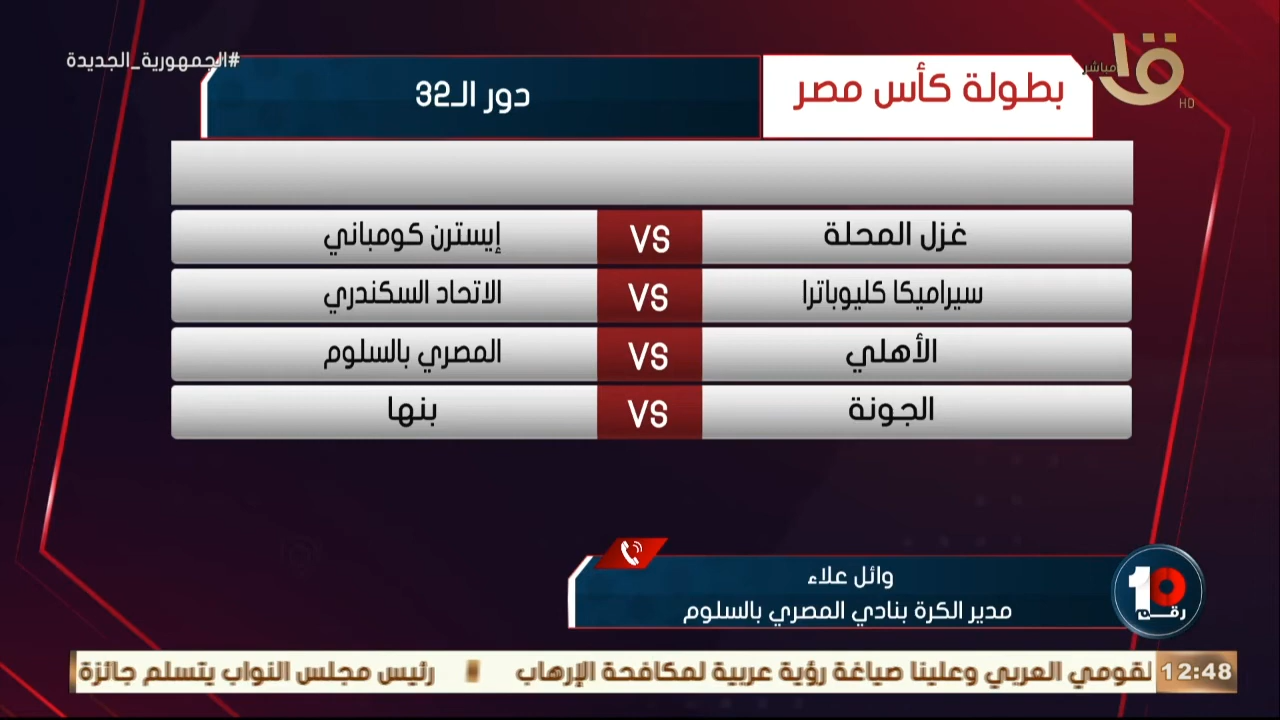 #الجمهورية_الجديدة
مباشر
HD
بطولة كأس مصر
دور الـ32
غزل المحلة VS إيسترن كومباني
سيراميكا كليوباترا VS الاتحاد السكندري
الأهلي VS المصري بالسلوم
الجونة VS بنها
وائل علاء
مدير الكرة بنادي المصري بالسلوم
رقم 10
12:48 لقومي العربي وعلينا صياغة رؤية عربية لمكافحة الإرهاب رئيس مجلس النواب يتسلم جائزة